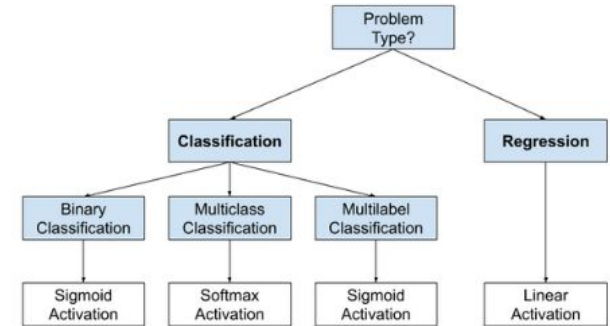 Problem
Type?
Classification
Regression
Binary
Classification
Multiclass
Classification
Multilabel
Classification
Sigmoid
Activation
Softmax
Activation
Sigmoid
Activation
Linear
Activation